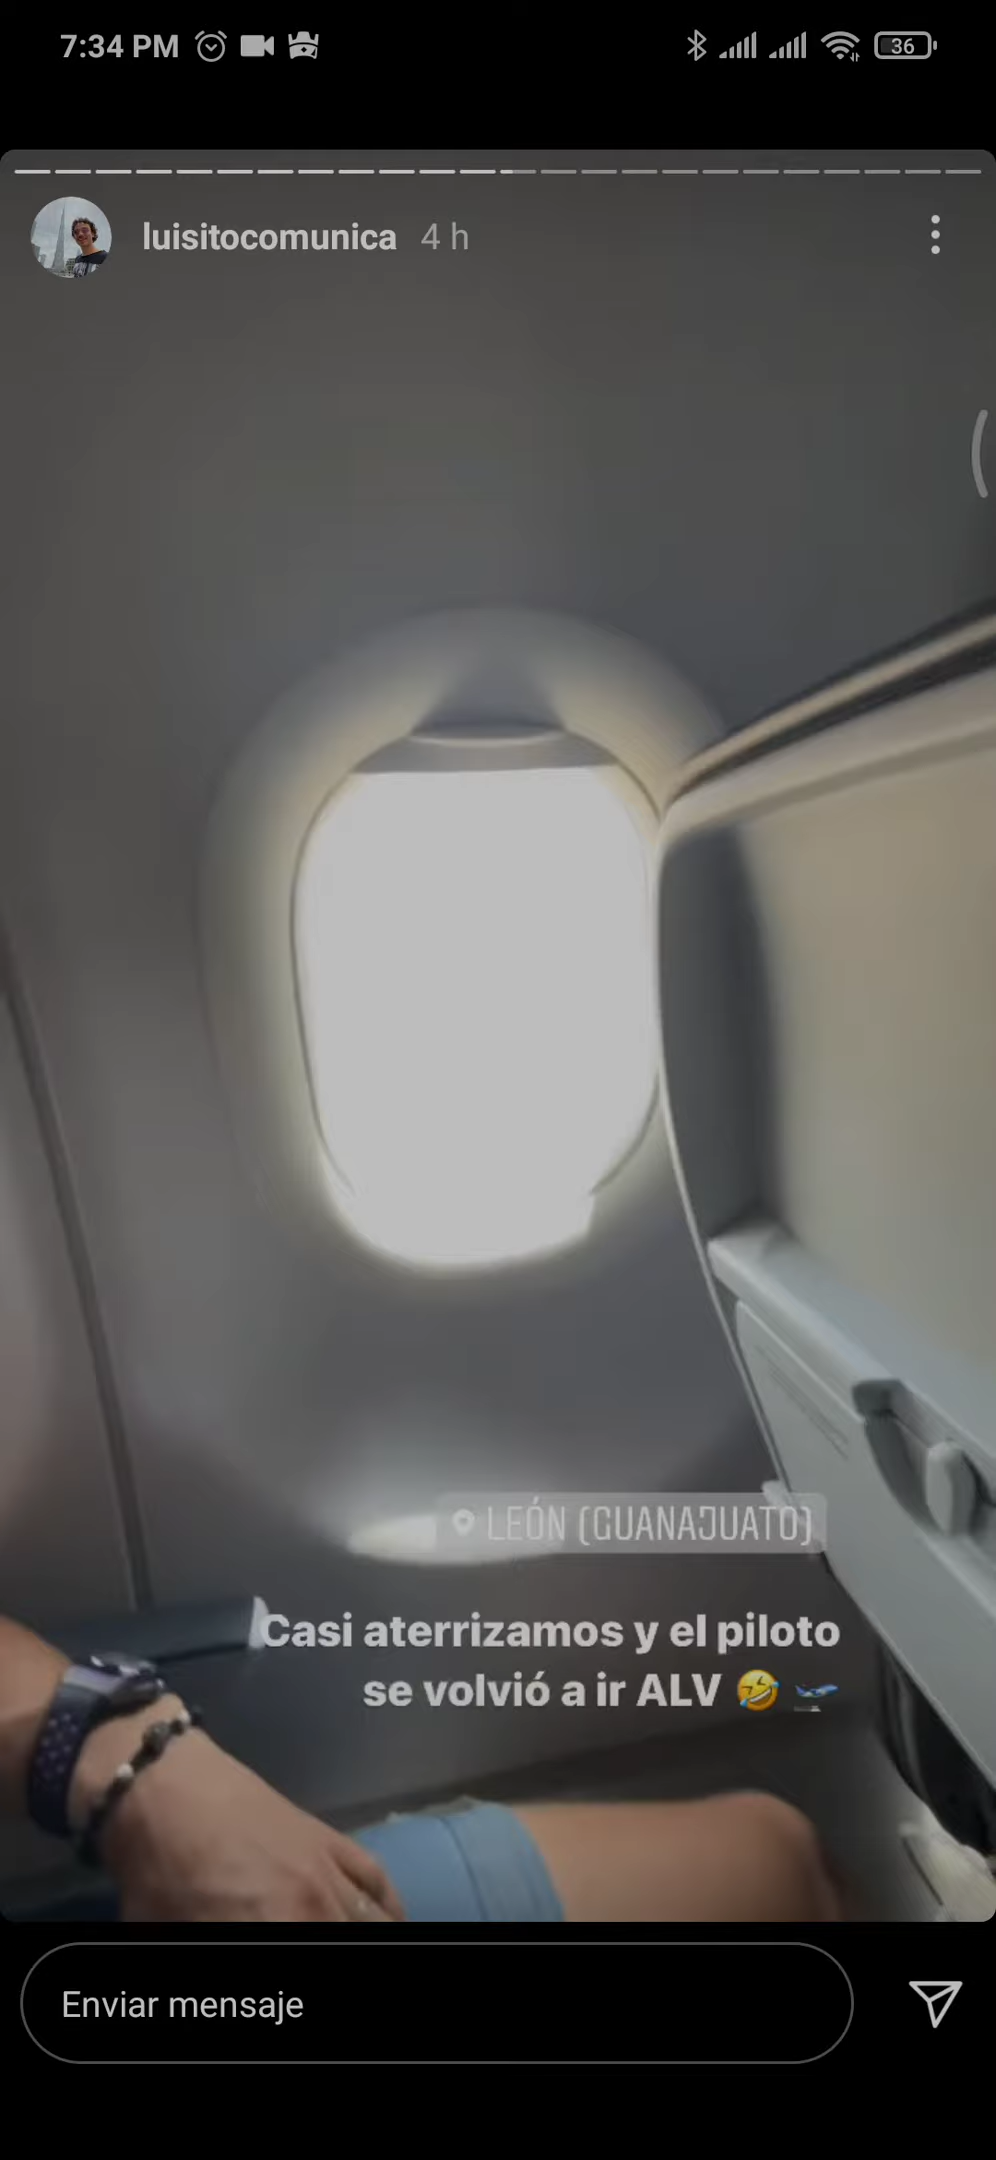 7:34 PM
36
luisitocomunica 4 h
LEÓN (GUANAJUATO)
Casi aterrizamos y el piloto
se volvió a ir ALV 🤣 🛫
Enviar mensaje